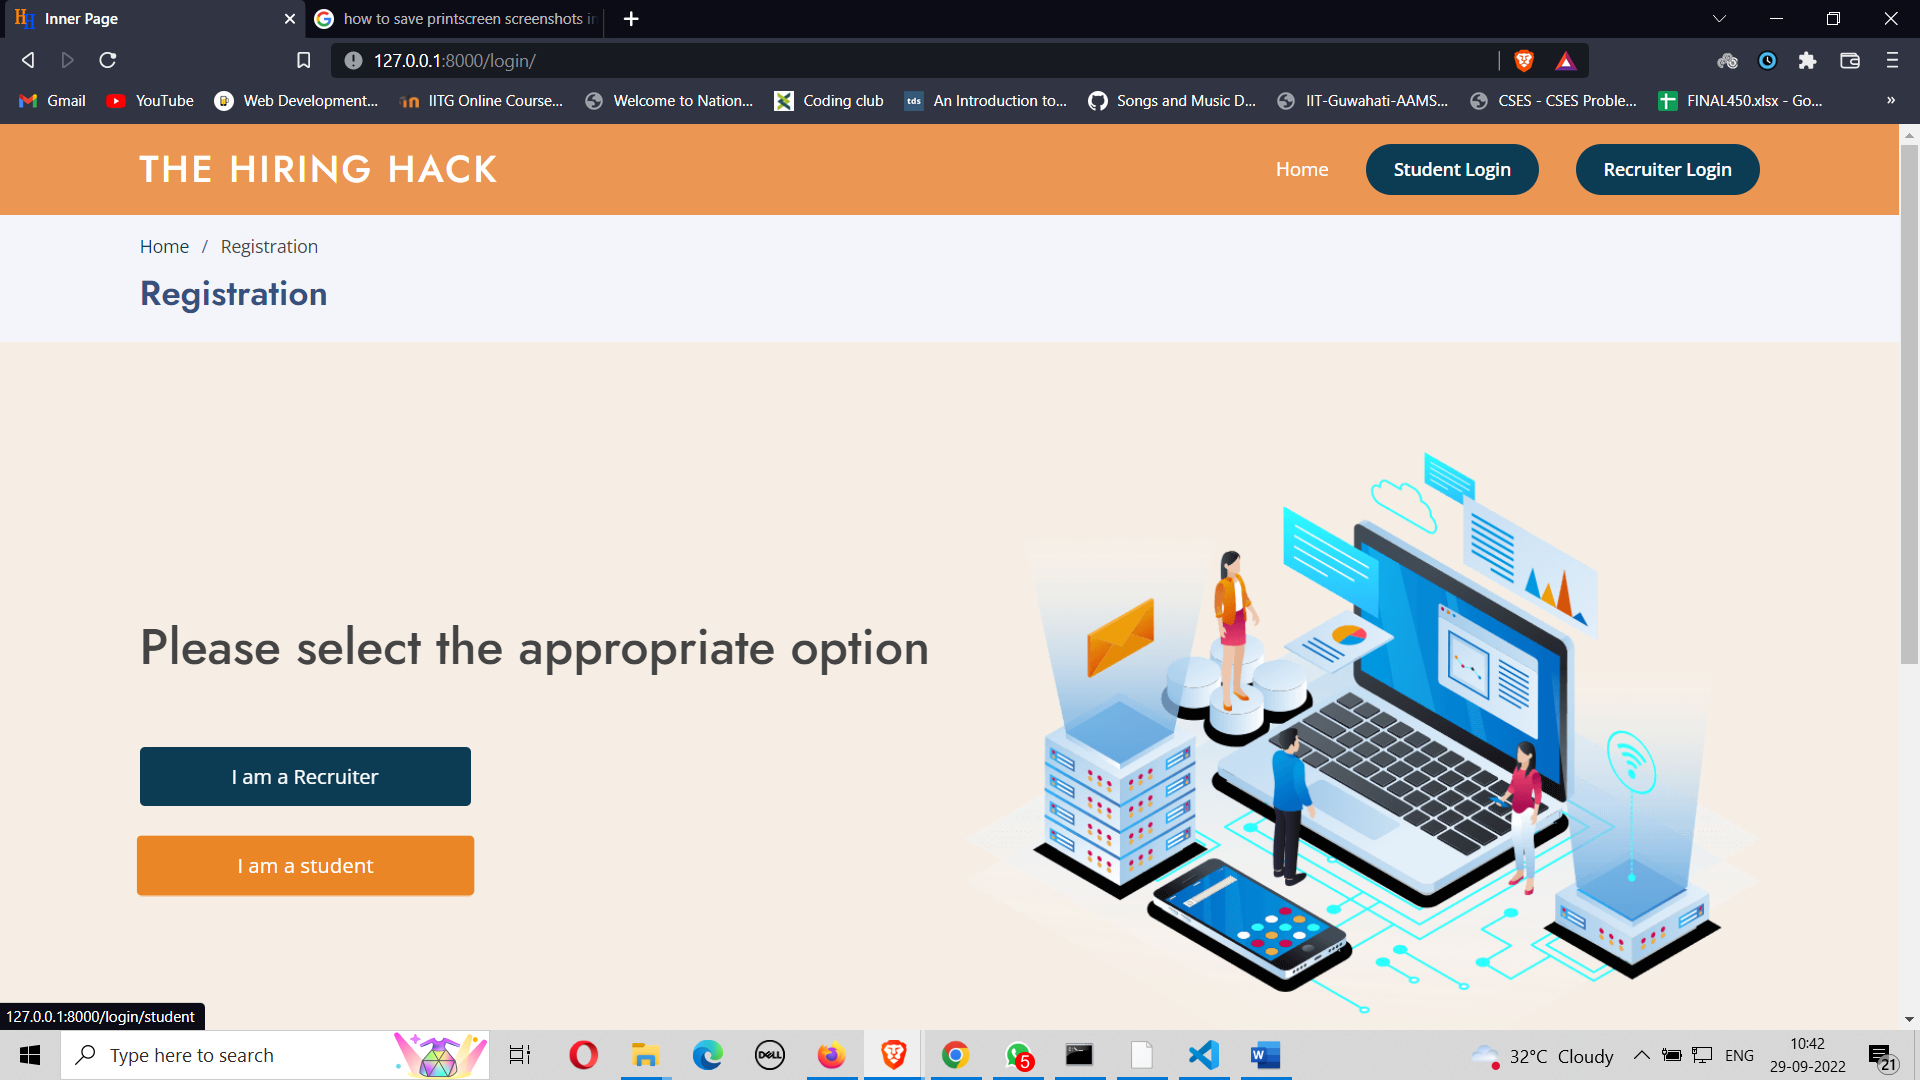 Inner Page
how to save printscreen screenshots in
127.0.0.1:8000/login/
Gmail
YouTube
Web Development...
IITG Online Course...
Welcome to Nation...
Coding club
tds
An Introduction to...
Songs and Music D...
IIT-Guwahati-AAMS...
CSES - CSES Proble...
FINAL450.xlsx - Go...
»
THE HIRING HACK
Home
Student Login
Recruiter Login
Home / Registration
Registration
Please select the appropriate option
I am a Recruiter
I am a student
127.0.0.1:8000/login/student
Type here to search
DELL
5
W
32°C Cloudy
ENG
10:42
29-09-2022
21